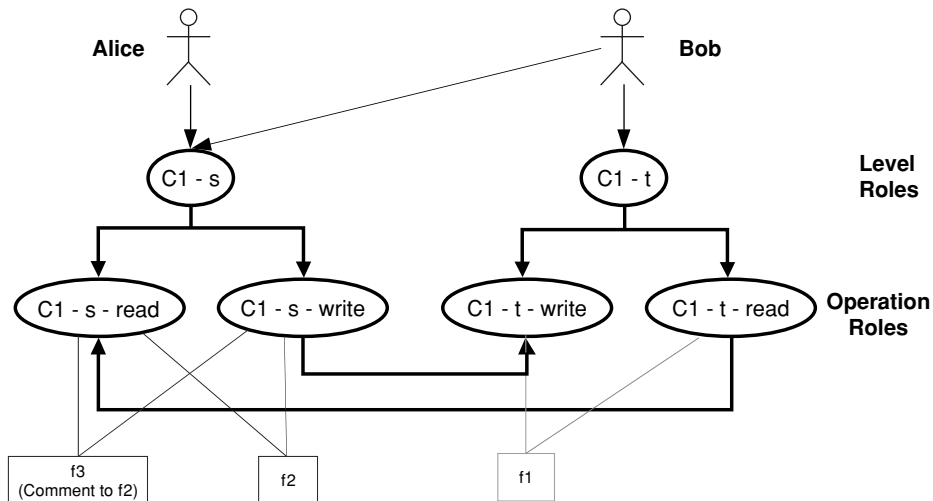 Alice
Bob
C1 - s
C1 - t
Level
Roles
C1 - s - read
C1 - s - write
C1 - t - write
C1 - t - read
Operation
Roles
f3
(Comment to f2)
f2
f1